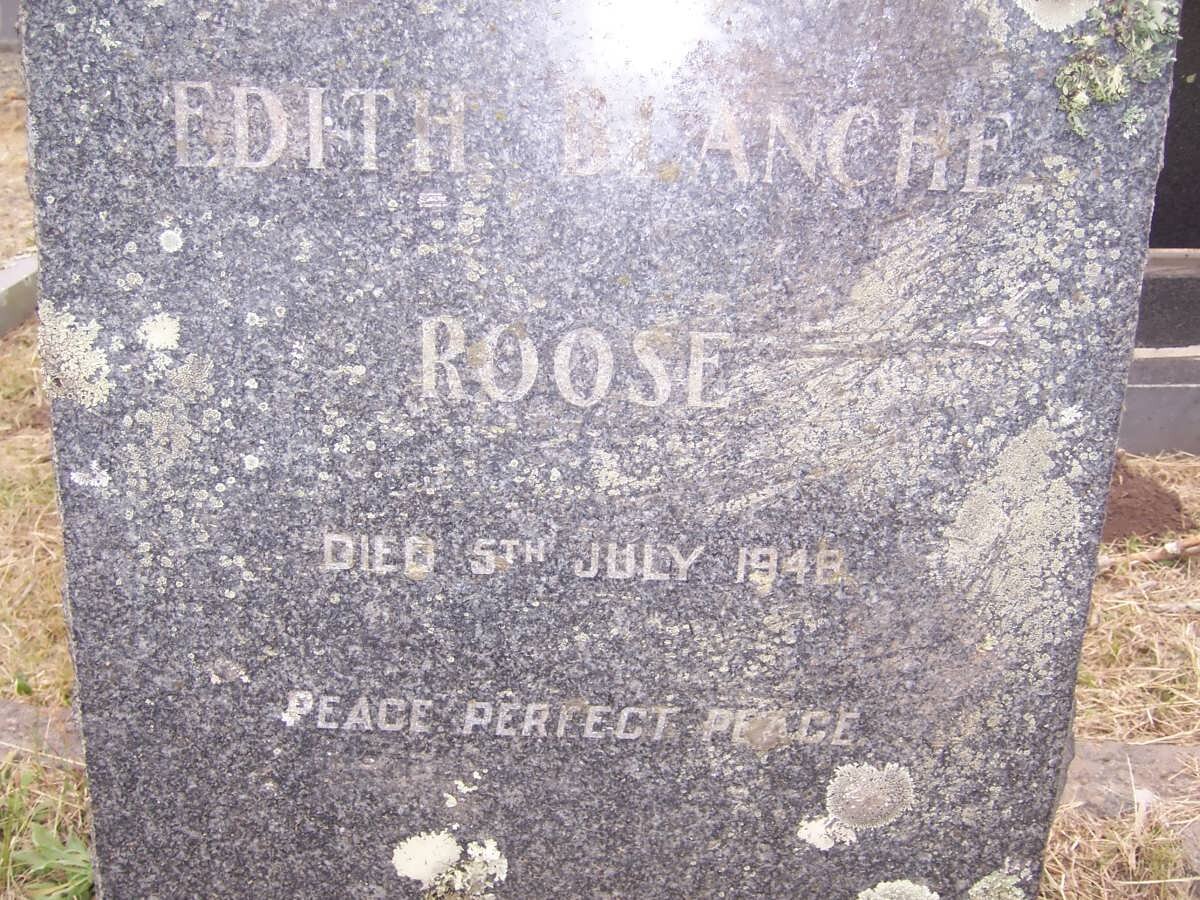 EDITH BLANCHE
ROOSE
DIED 5TH JULY 1948.
PEACE PERFECT PEACE